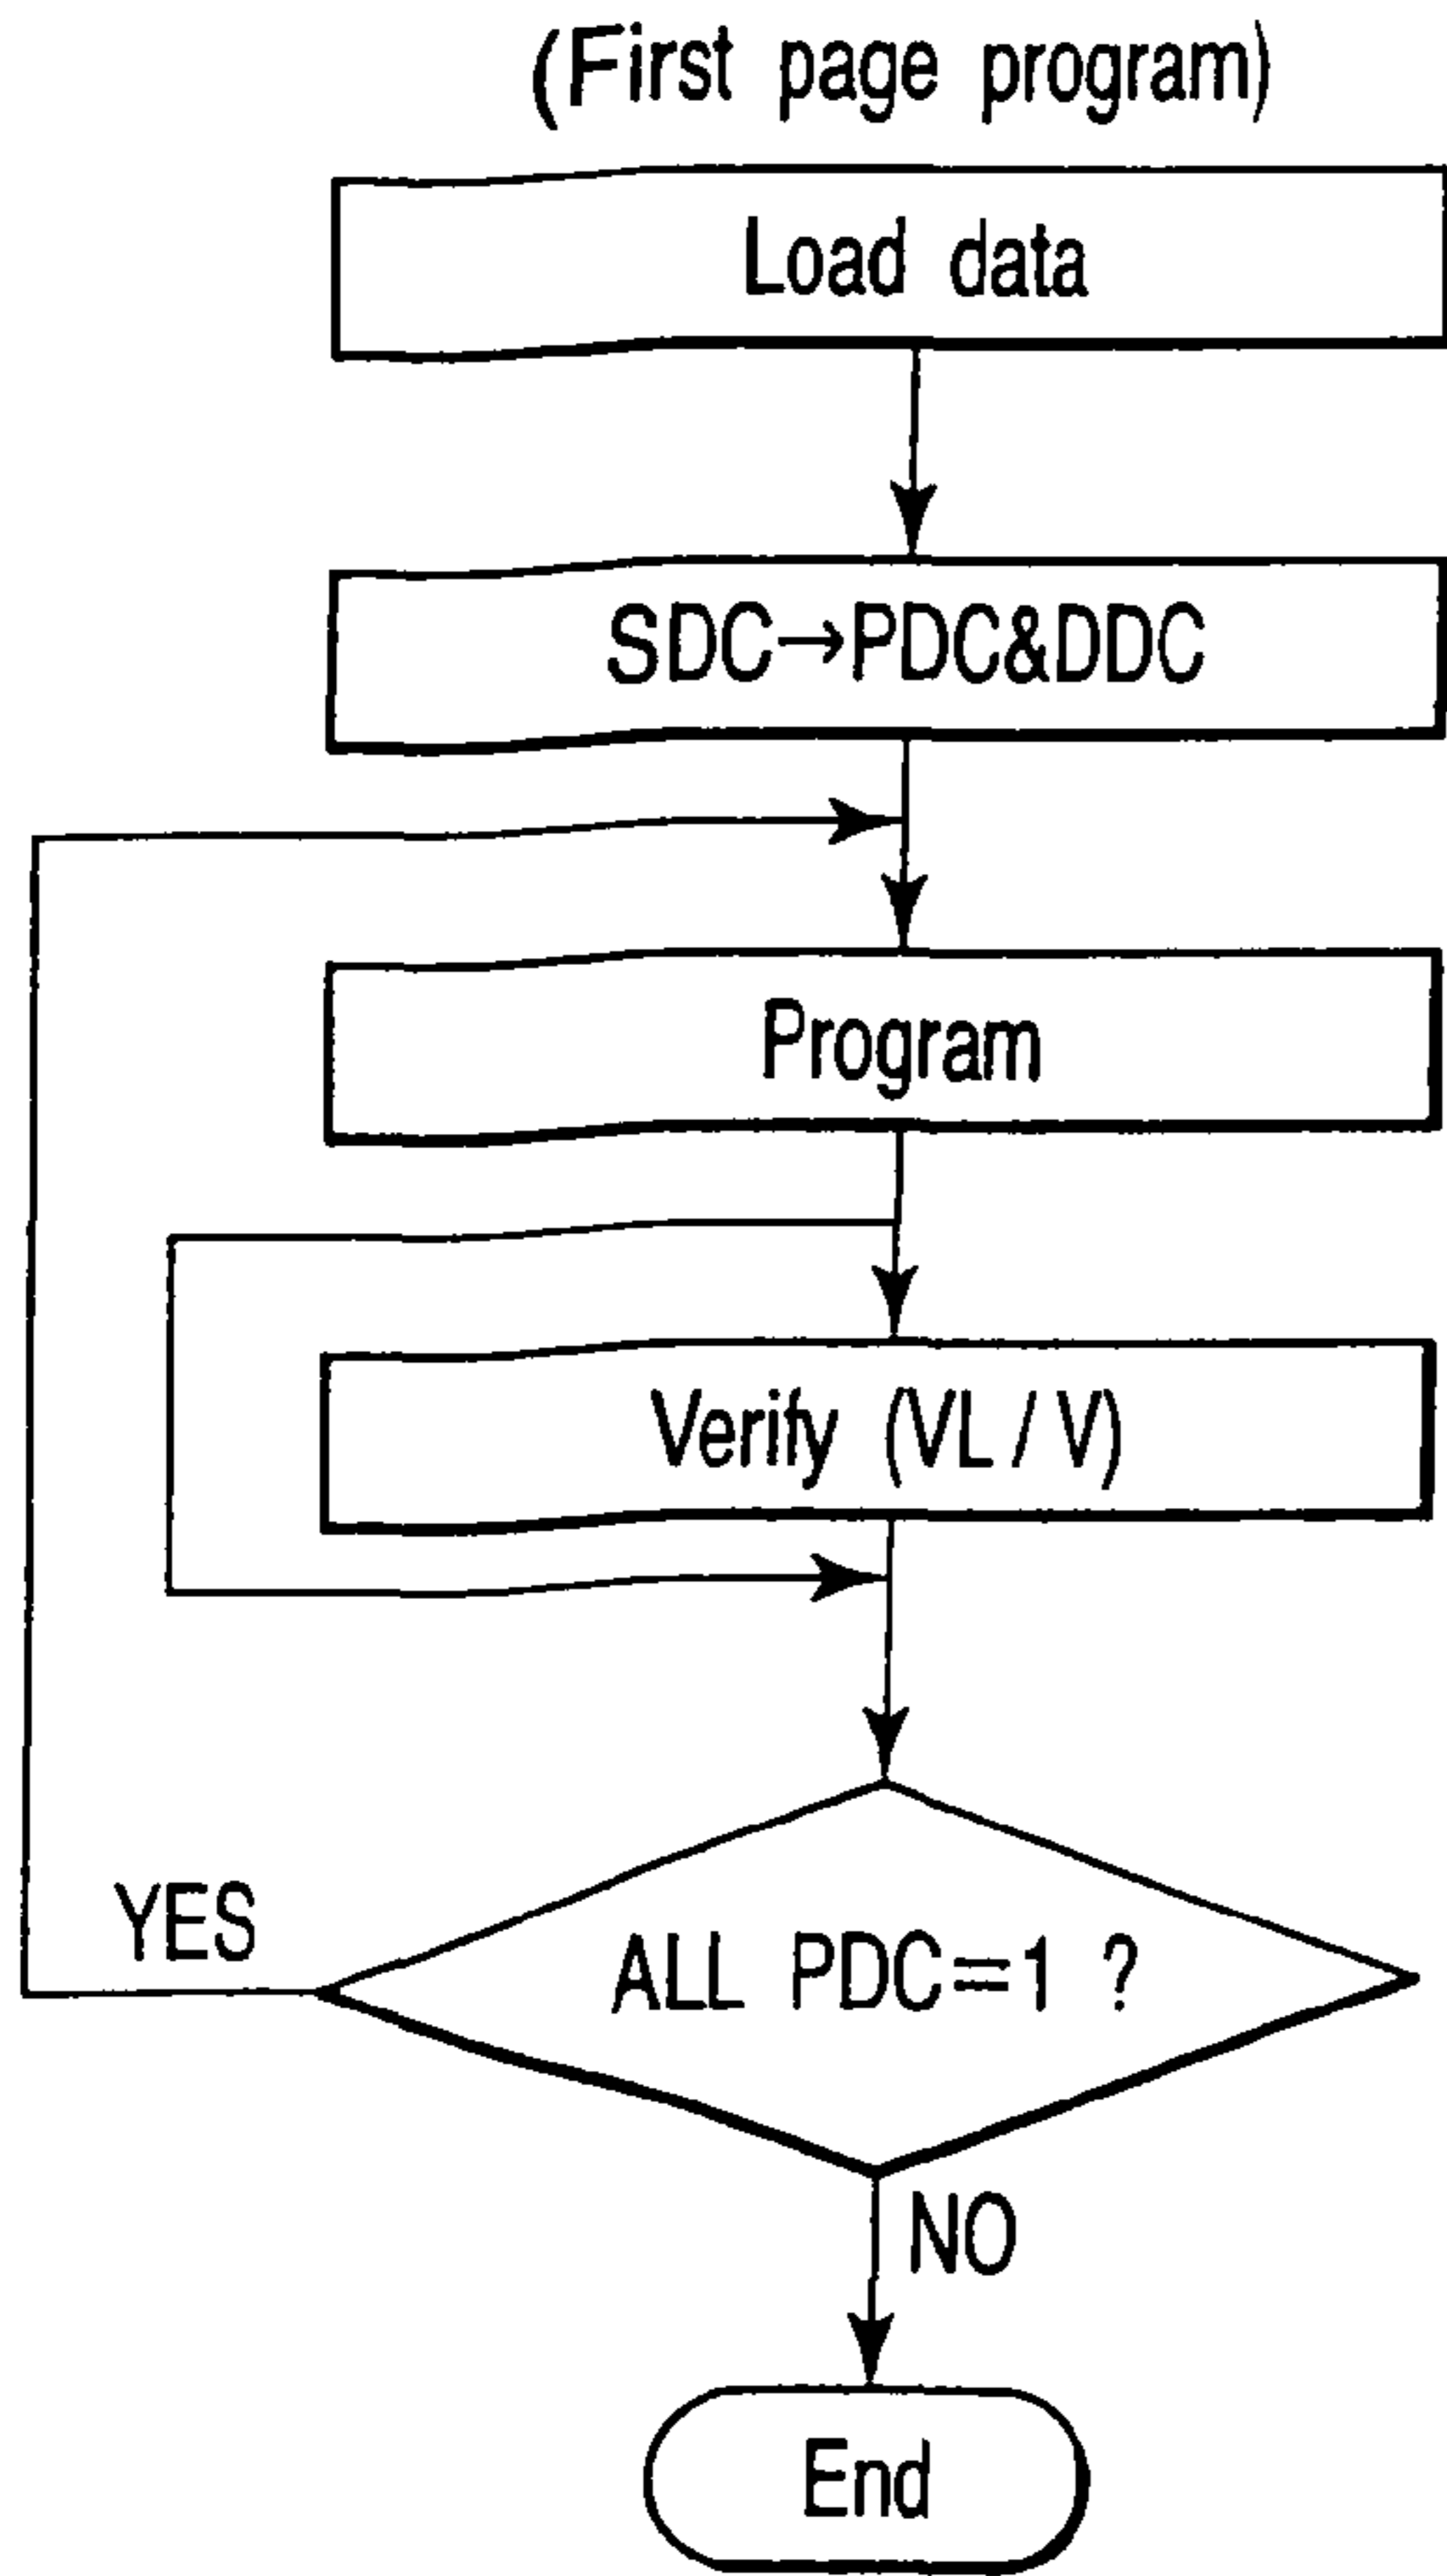 (First page program)
Load data
SDC→PDC&DDC
Program
Verify (VL / V)
ALL PDC=1 ?
YES
NO
End